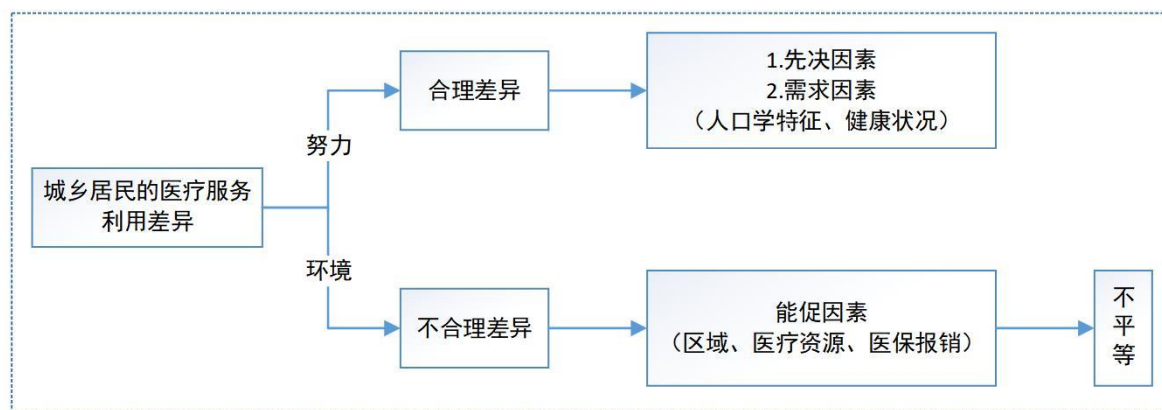 城乡居民的医疗服务
利用差异
努力
环境
合理差异
不合理差异
1.先决因素
2.需求因素
（人口学特征、健康状况）
能促因素
（区域、医疗资源、医保报销）
不
平
等